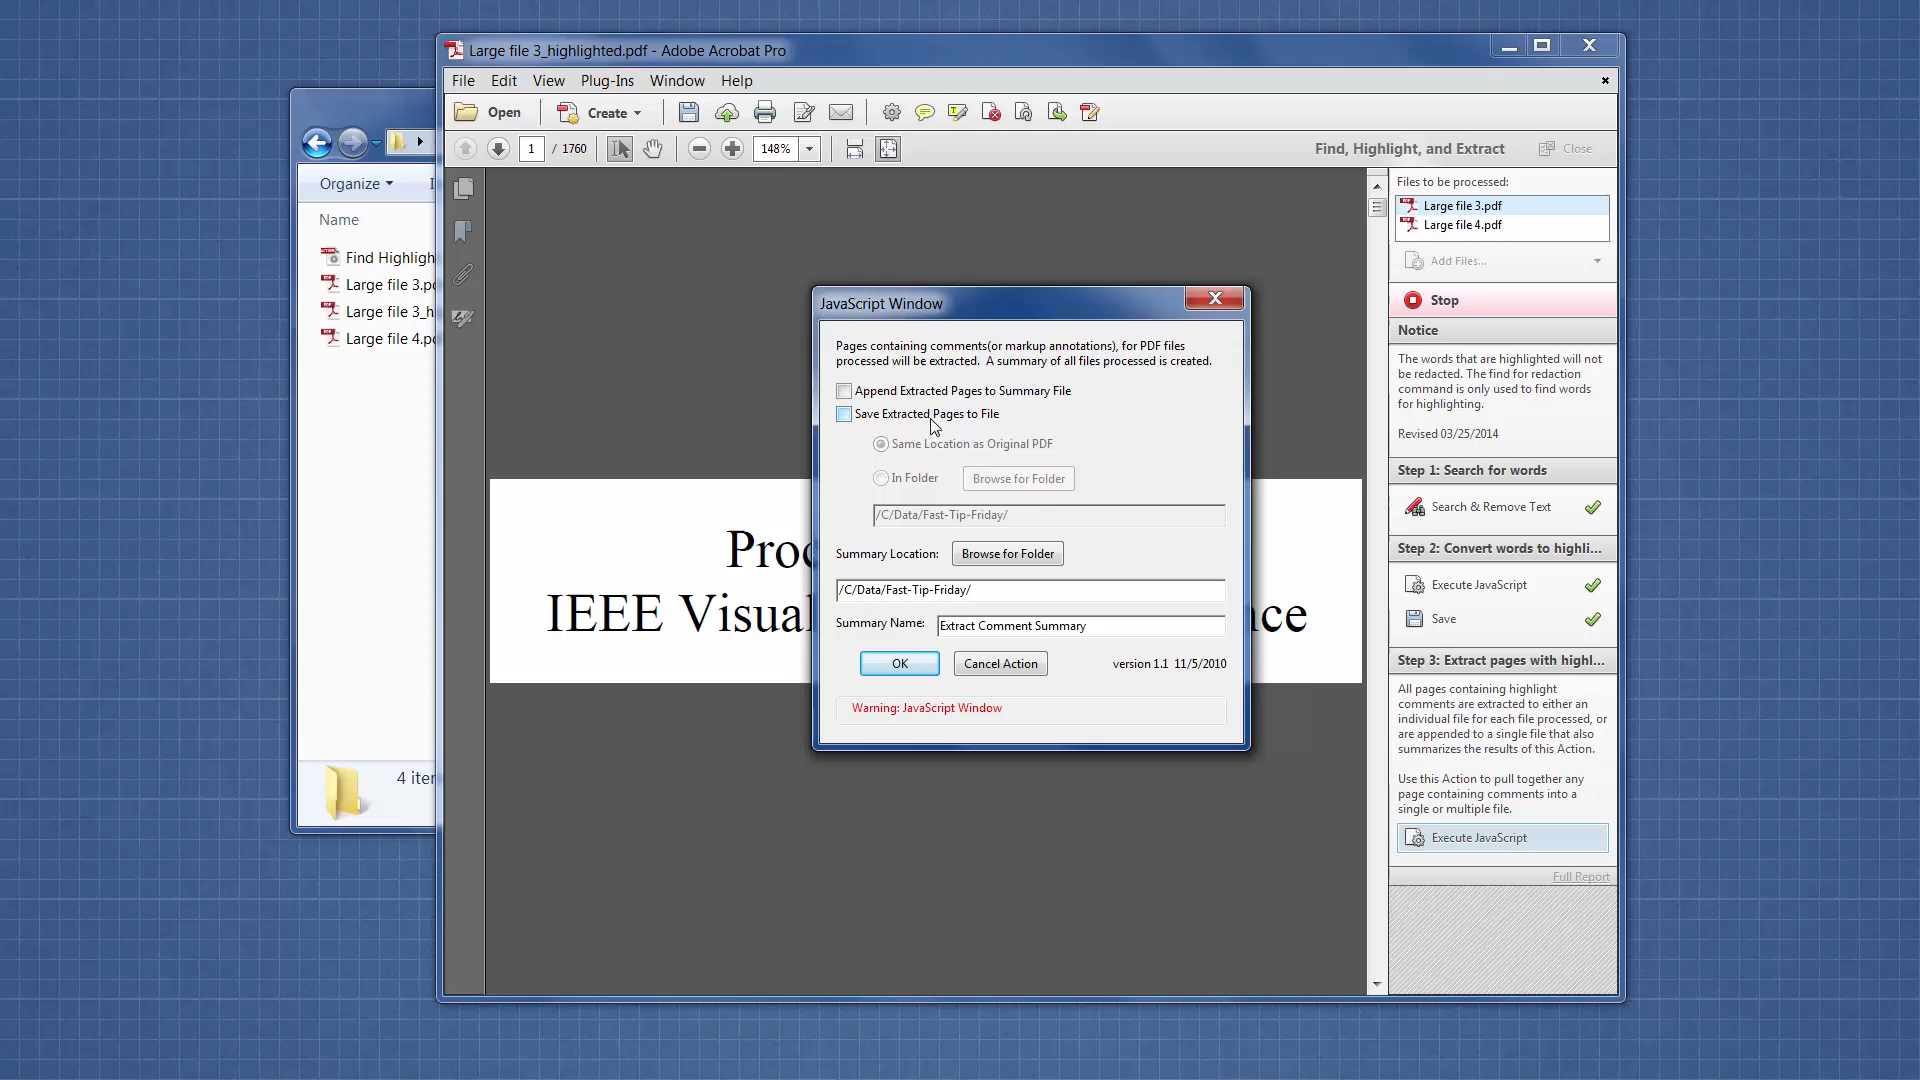 Large file 3_highlighted.pdf - Adobe Acrobat Pro
File Edit View Plug-Ins Window Help
Open Create
1 / 1760 148% Find, Highlight, and Extract Close
Organize
Name
Find Highligh
Large file 3.p
Large file 3_h
Large file 4.p
4 iter
IEEE Visual
JavaScript Window
Pages containing comments(or markup annotations), for PDF files
processed will be extracted. A summary of all files processed is created.
Append Extracted Pages to Summary File
Save Extracted Pages to File
Same Location as Original PDF
In Folder Browse for Folder
/C/Data/Fast-Tip-Friday/
Summary Location: Browse for Folder
/C/Data/Fast-Tip-Friday/
Summary Name: Extract Comment Summary
OK Cancel Action version 1.1 11/5/2010
Warning: JavaScript Window
Files to be processed:
Large file 3.pdf
Large file 4.pdf
Add Files...
Stop
Notice
The words that are highlighted will not
be redacted. The find for redaction
command is only used to find words
for highlighting.
Revised 03/25/2014
Step 1: Search for words
Search & Remove Text
Step 2: Convert words to highli...
Execute JavaScript
Save
Step 3: Extract pages with highl...
All pages containing highlight
comments are extracted to either an
individual file for each file processed, or
are appended to a single file that also
summarizes the results of this Action.
Use this Action to pull together any
page containing comments into a
single or multiple file.
Execute JavaScript
Full Report